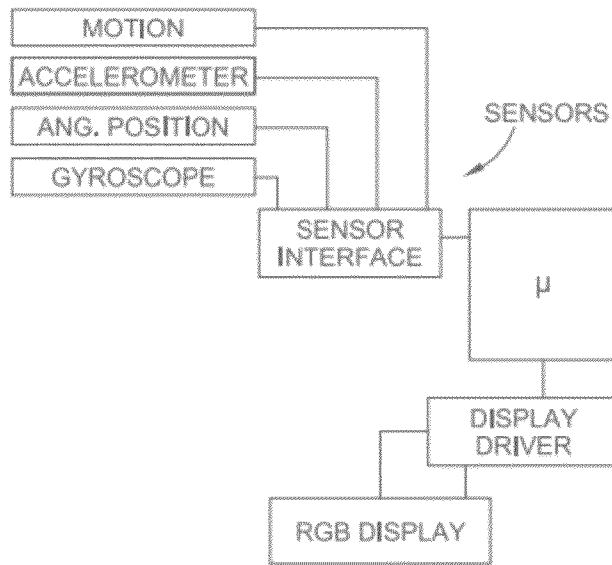 MOTION
ACCELEROMETER
ANG. POSITION
SENSORS
GYROSCOPE
SENSOR
INTERFACE
μ
DISPLAY
DRIVER
RGB DISPLAY